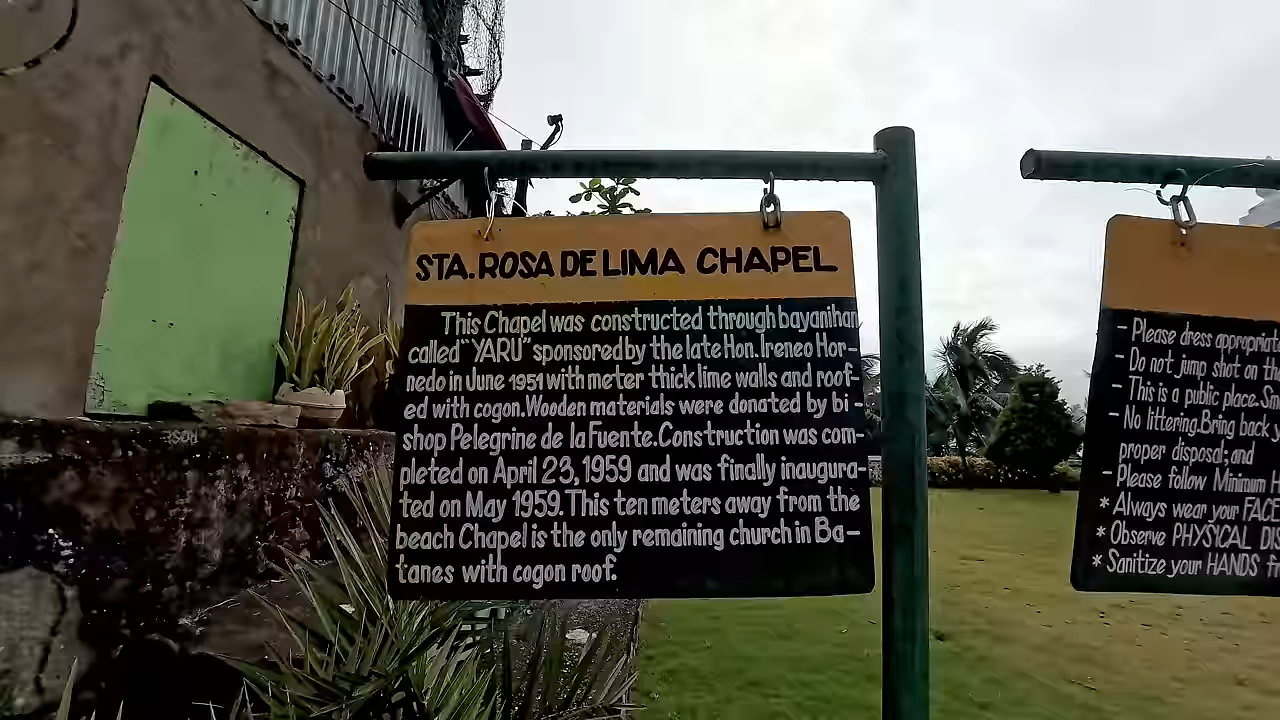 STA. ROSA DE LIMA CHAPEL
This Chapel was constructed through bayanihan
called "YARU" sponsored by the late Hon. Ireneo Hor-
nedo in June 1951 with meter thick lime walls and roof-
ed with cogon. Wooden materials were donated by bi-
shop Pelegrine de la Fuente. Construction was com-
pleted on April 23, 1959 and was finally inaugura-
ted on May 1959. This ten meters away from the
beach Chapel is the only remaining church in Ba-
tanes with cogon roof.
- Please dress
- Do not jump shot on
- This is a public place.
- No littering. Bring back
proper disposal; and
- Please follow Minimum
* Always wear your FACE
* Observe PHYSICAL
* Sanitize your HANDS